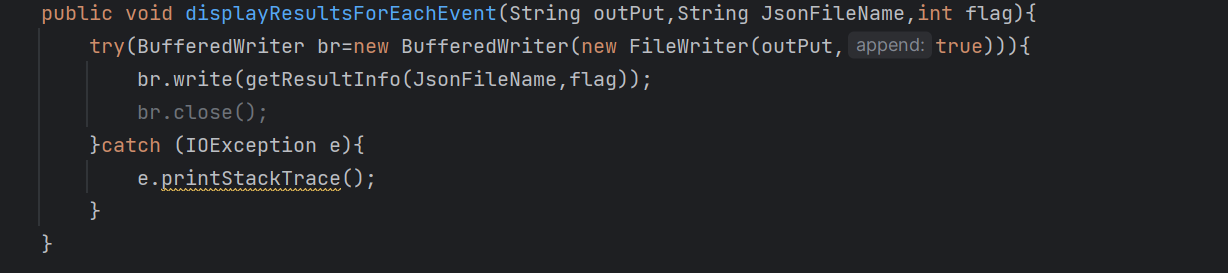 public void displayResultsForEachEvent(String outPut,String JsonFileName,int flag){
try(BufferedWriter br=new BufferedWriter(new FileWriter(outPut, append: true))){
br.write(getResultInfo(JsonFileName,flag));
br.close();
}catch (IOException e){
e.printStackTrace();
}
}